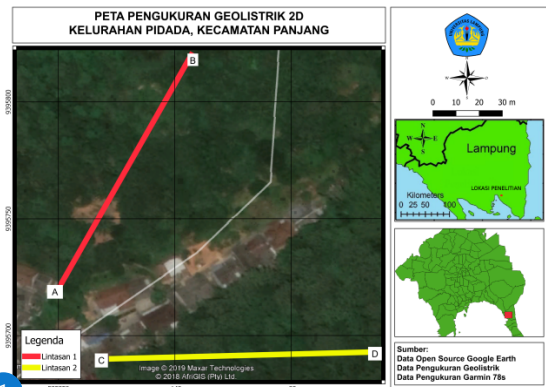 PETA PENGUKURAN GEOLISTRIK 2D
KELURAHAN PIDADA, KECAMATAN PANJANG
B
A
C
D
9395800
9395750
9395700
Legenda
Lintasan 1
Lintasan 2
Image © 2019 Maxar Technologies
© 2018 AfriGIS (Pty) Ltd.
UNIVERSITAS LAMPUNG
0 10 20 30 m
N
W E
S
Lampung
LOKASI PENELITIAN
Kilometers
0 25 50 100
Sumber:
Data Open Source Google Earth
Data Pengukuran Geolistrik
Data Pengukuran Garmin 78s